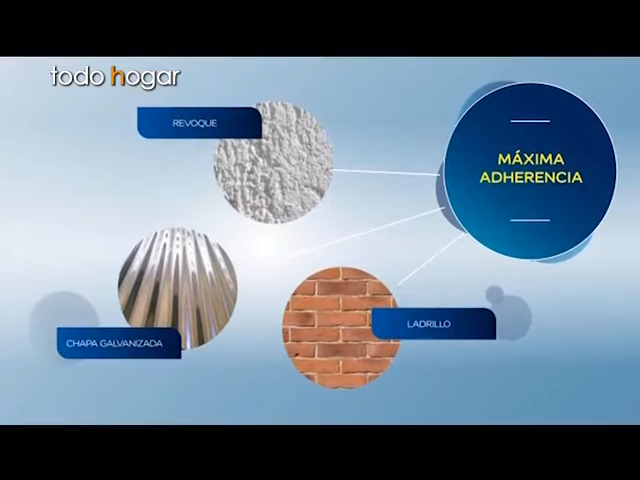 todo hogar
REVOQUE
MÁXIMA
ADHERENCIA
CHAPA GALVANIZADA
LADRILLO